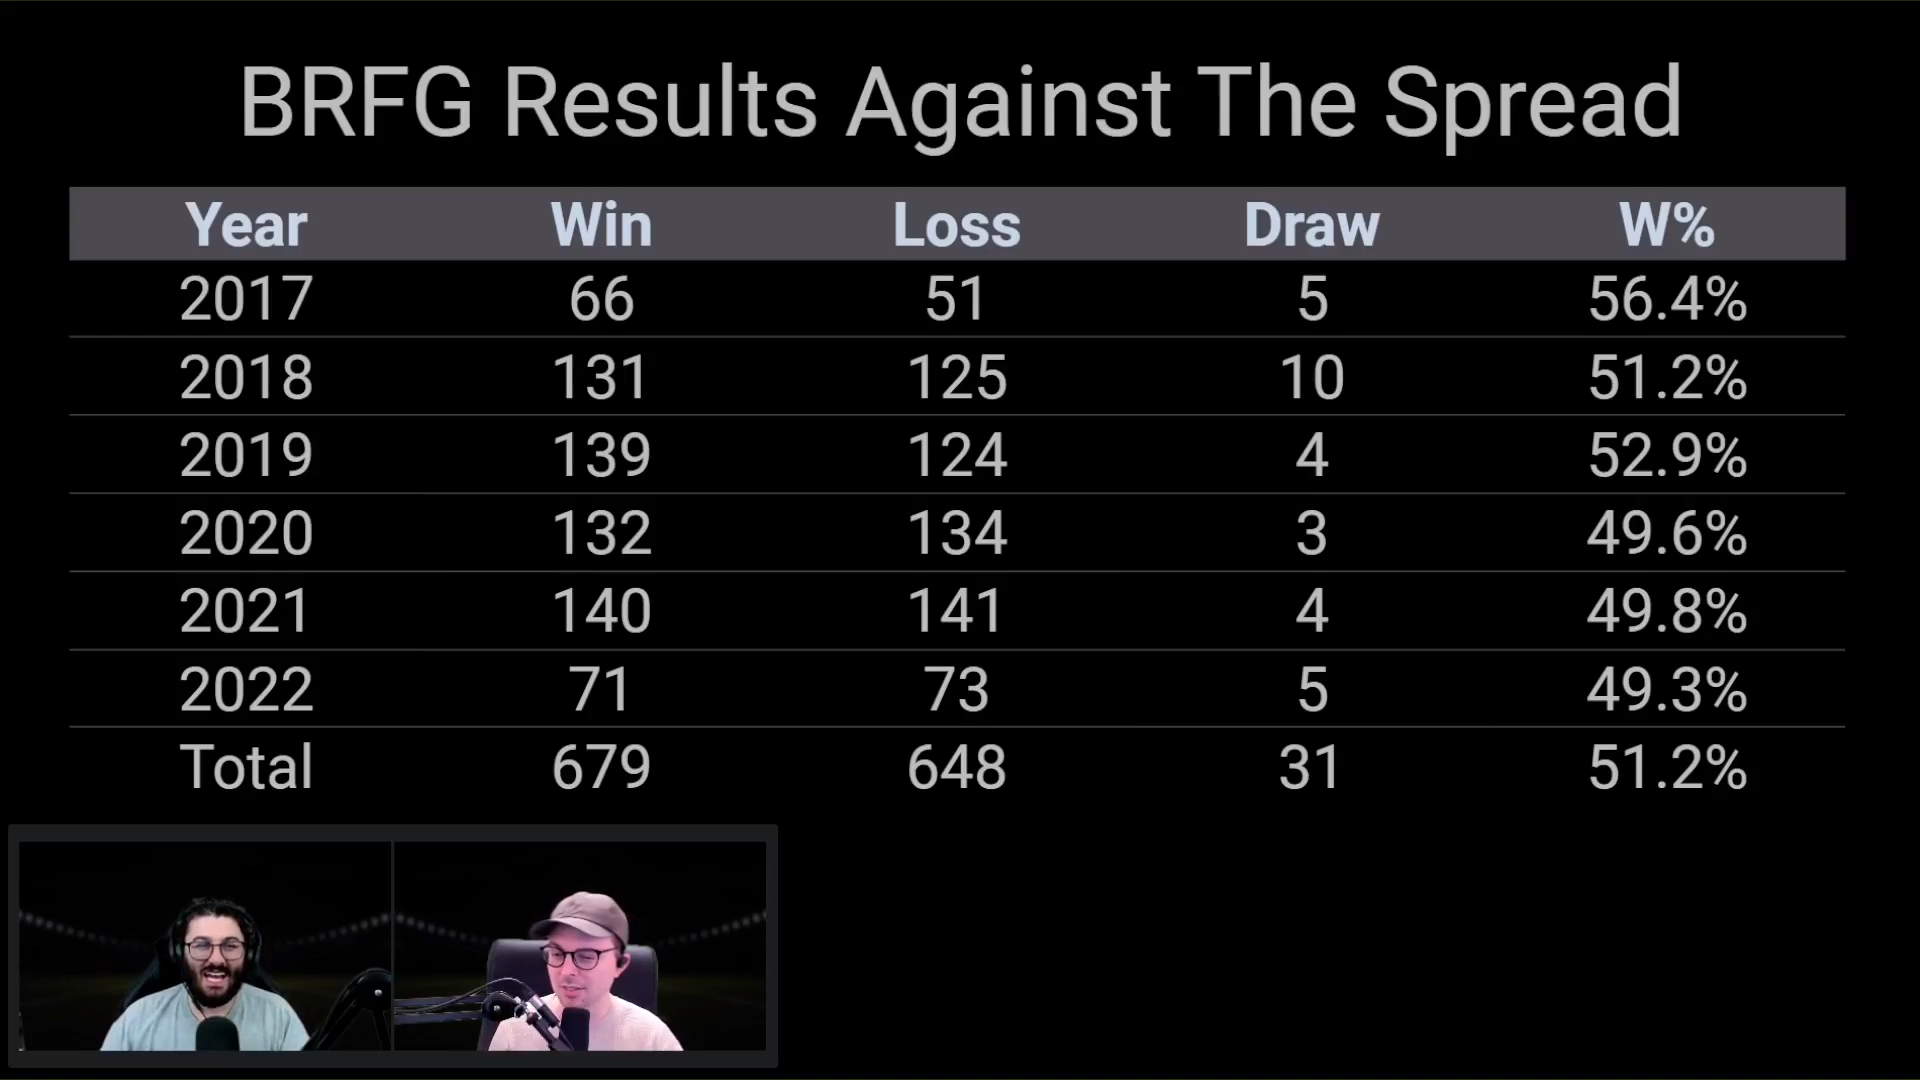 BRFG Results Against The Spread
Year Win Loss Draw W%
2017 66 51 5 56.4%
2018 131 125 10 51.2%
2019 139 124 4 52.9%
2020 132 134 3 49.6%
2021 140 141 4 49.8%
2022 71 73 5 49.3%
Total 679 648 31 51.2%